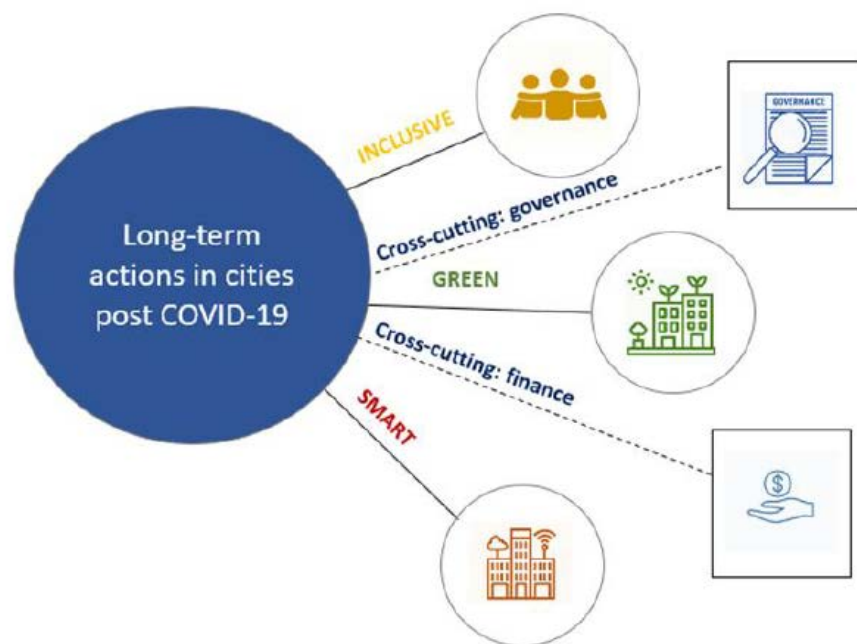 INCLUSIVE
GOVERNANCE
Cross-cutting: governance
Long-term
actions in cities
post COVID-19
GREEN
Cross-cutting: finance
SMART
$